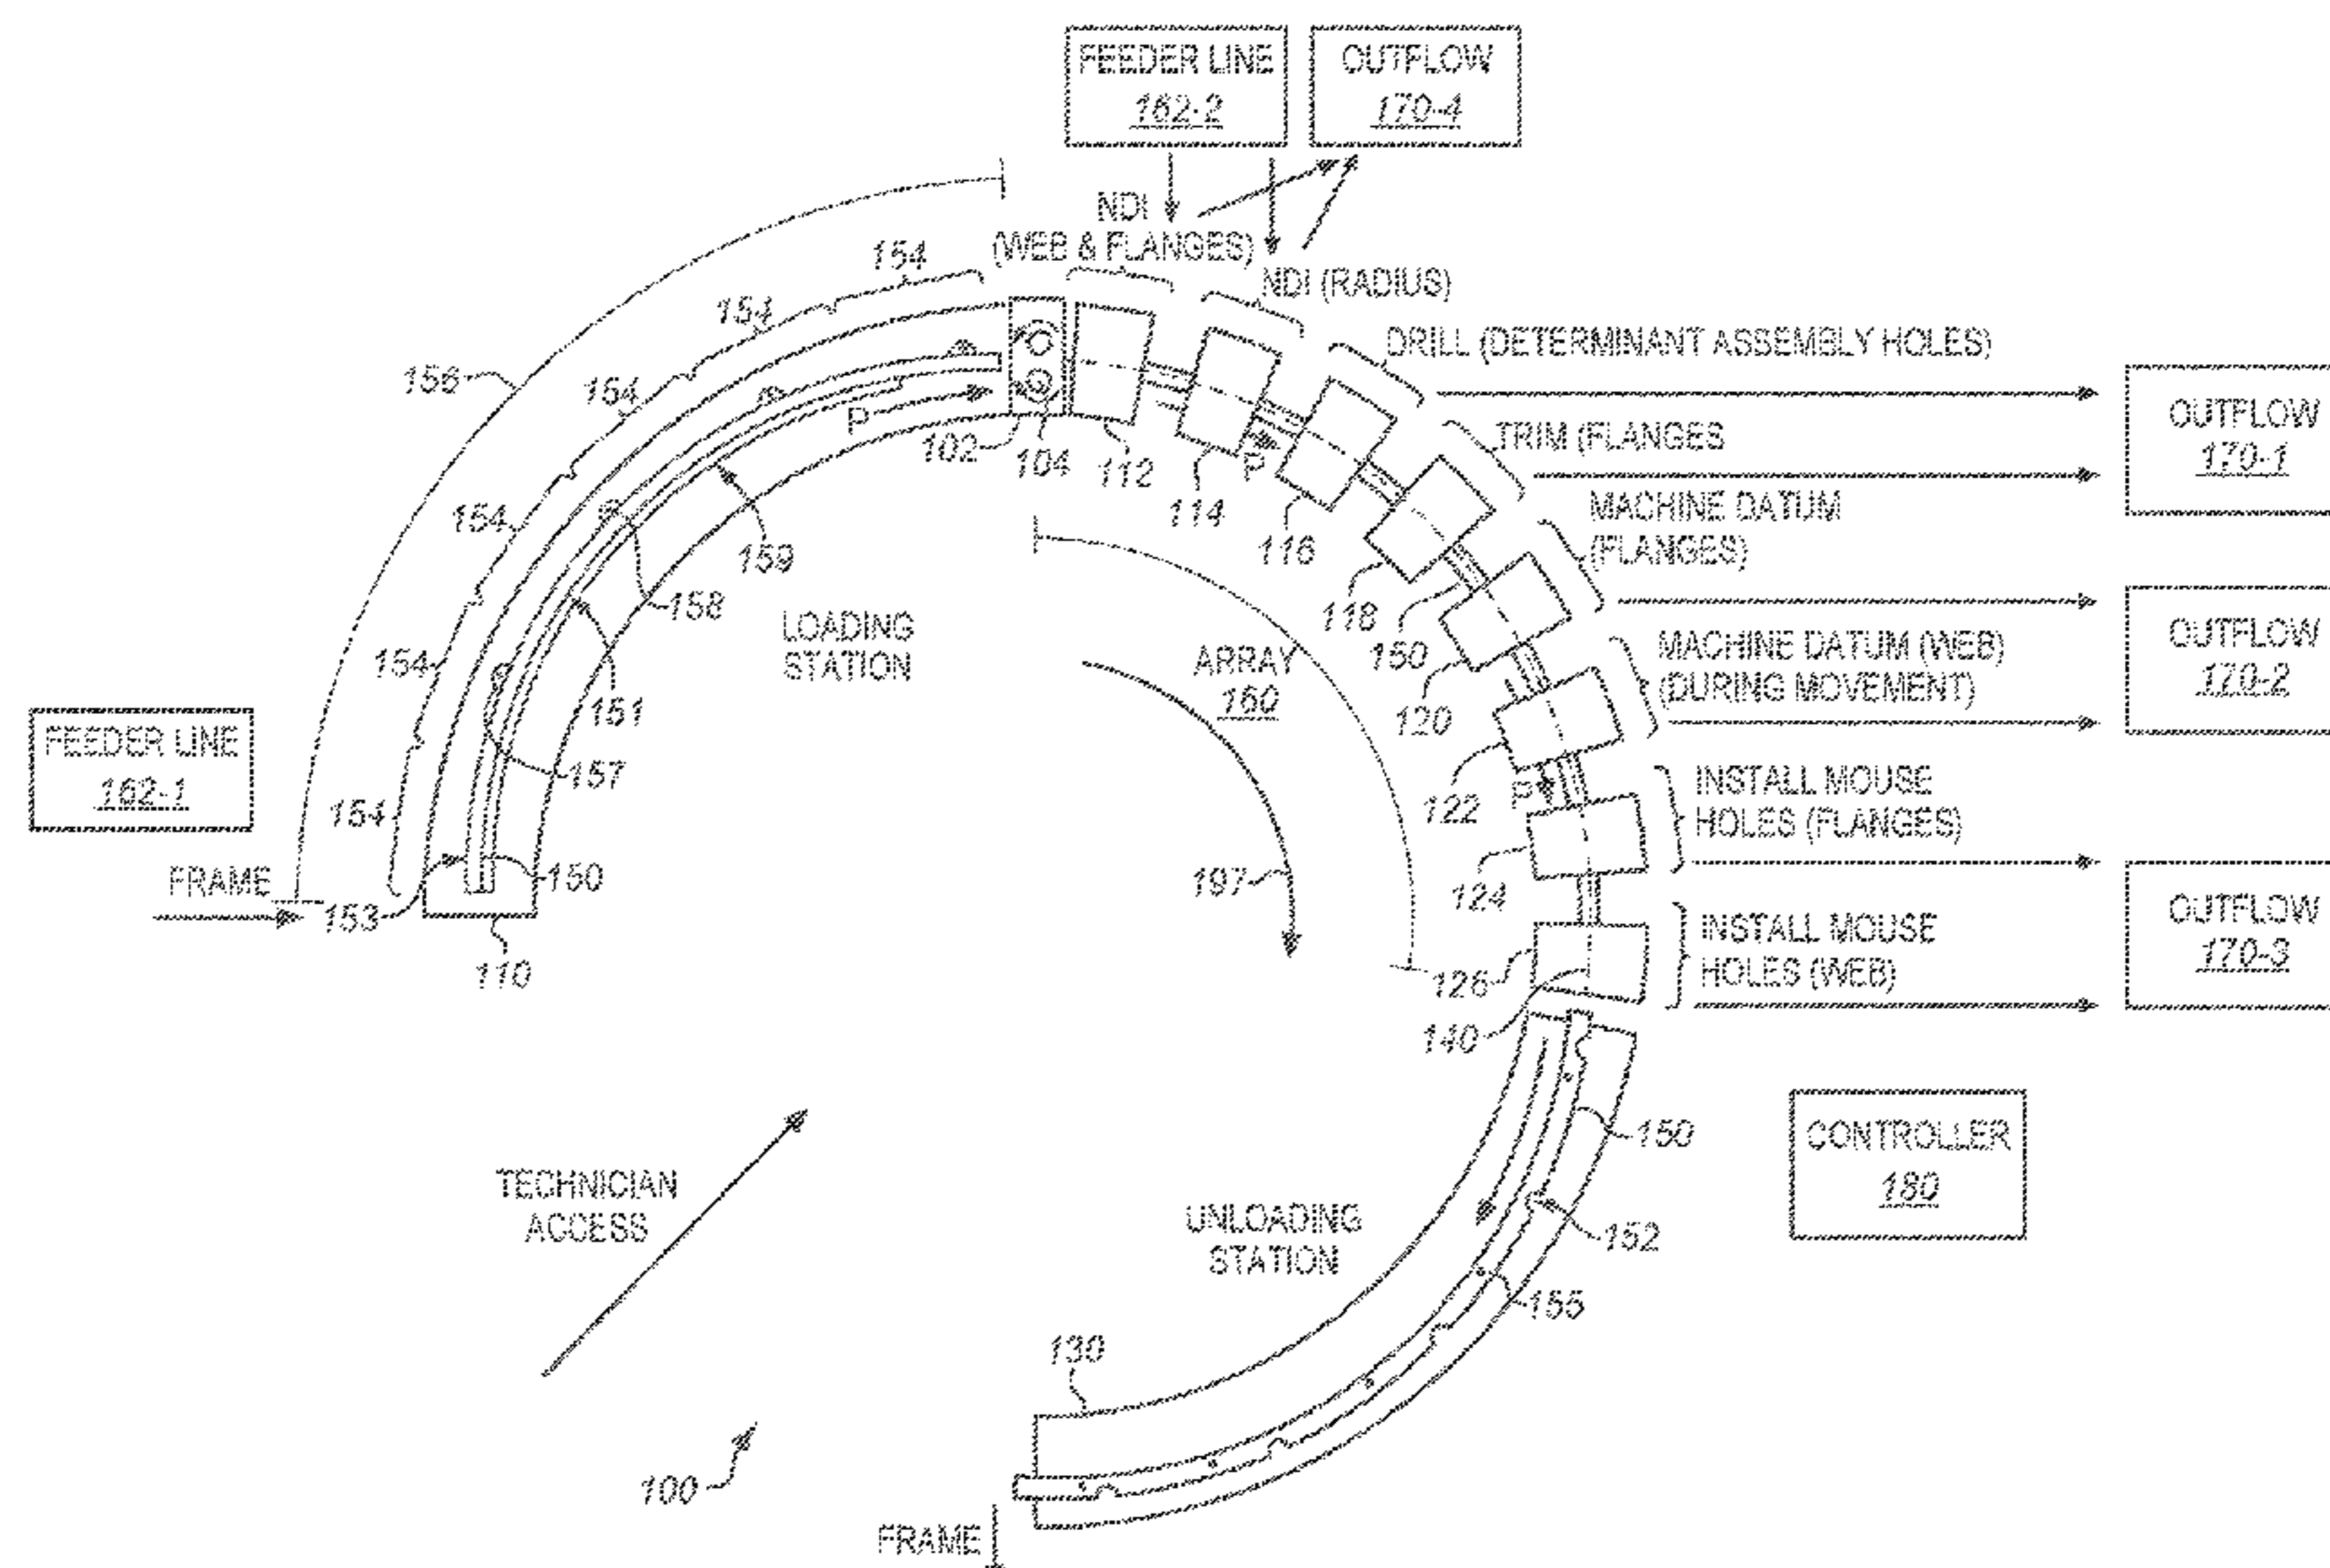 FEEDER LINE
162-2
OUTFLOW
170-4
NDI
(WEB & FLANGES)
NDI (RADIUS)
DRILL (DETERMINANT ASSEMBLY HOLES)
TRIM (FLANGES
MACHINE DATUM
(FLANGES)
MACHINE DATUM (WEB)
(DURING MOVEMENT)
INSTALL MOUSE
HOLES (FLANGES)
INSTALL MOUSE
HOLES (WEB)
OUTFLOW
170-1
OUTFLOW
170-2
OUTFLOW
170-3
156
154
154
154
154
154
154
P
102
104
112
114
P
116
118
150
120
122
P
124
126
140
159
158
151
157
150
153
110
LOADING
STATION
ARRAY
160
197
FEEDER LINE
162-1
FRAME
TECHNICIAN
ACCESS
UNLOADING
STATION
CONTROLLER
180
150
152
155
130
100
FRAME